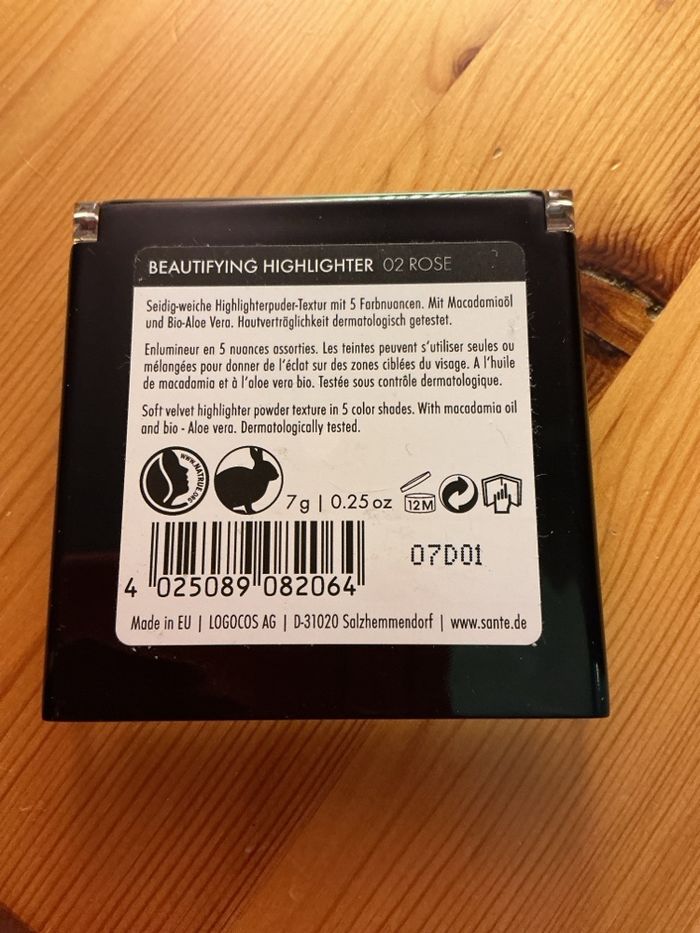 BEAUTIFYING HIGHLIGHTER 02 ROSE
Seidig-weiche Highlighterpuder-Textur mit 5 Farbnuancen. Mit Macadamiaöl
und Bio-Aloe Vera. Hautverträglichkeit dermatologisch getestet.
Enlumineur en 5 nuances assorties. Les teintes peuvent s'utiliser seules ou
mélangées pour donner de l'éclat sur des zones ciblées du visage. A l'huile
de macadamia et à l'aloe vera bio. Testée sous contrôle dermatologique.
Soft velvet highlighter powder texture in 5 color shades. With macadamia oil
and bio - Aloe vera. Dermatologically tested.
WWW.NATRUE.ORG
7g | 0.25 oz 12M
07D01
4 025089 082064
Made in EU | LOGOCOS AG | D-31020 Salzhemmendorf | www.sante.de